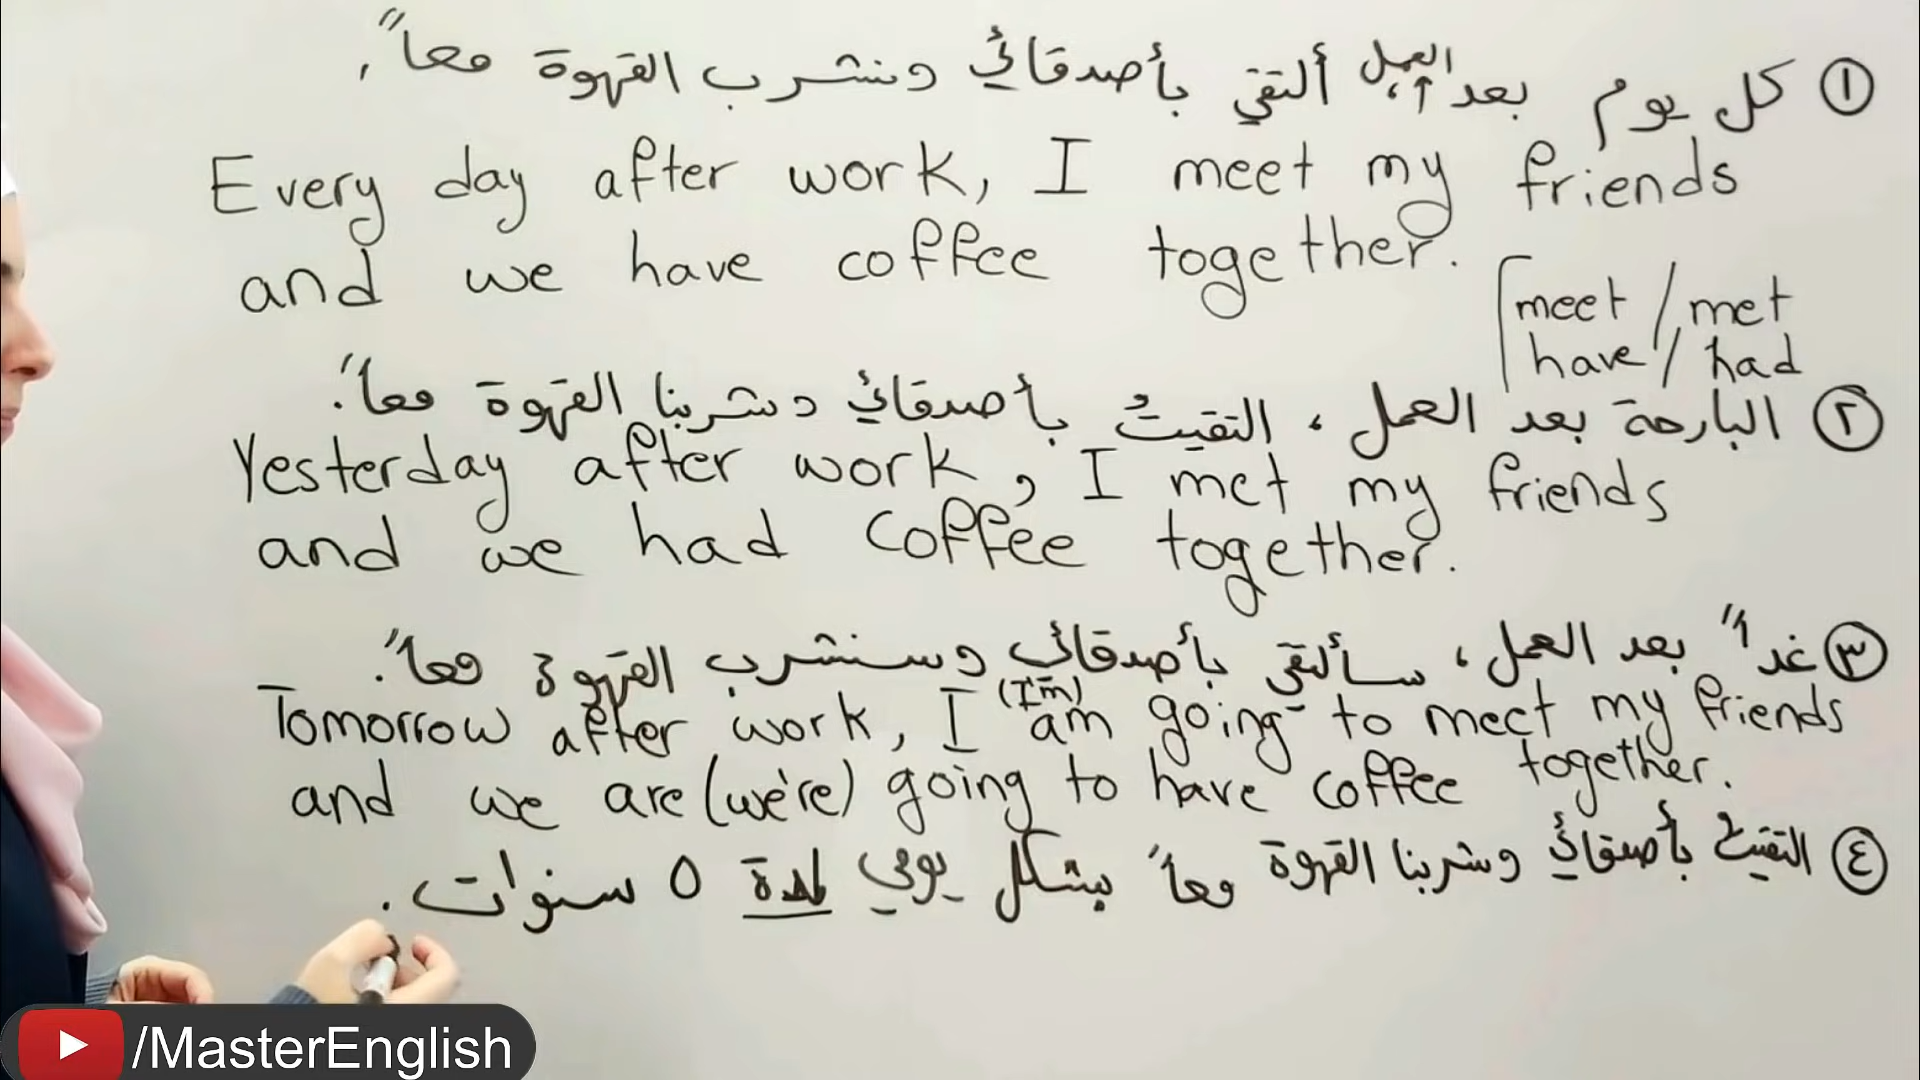 ١ كل يوم بعد العمل، ألتقي بأصدقائي ونشرب القهوة معاً.
Every day after work, I meet my friends
and we have coffee together.
meet / met
have / had
٢ البارحة بعد العمل، التقيتُ بأصدقائي وشربنا القهوة معاً.
Yesterday after work, I met my friends
and we had coffee together.
٣ غداً بعد العمل، سألتقي بأصدقائي وسنشرب القهوة معاً.
Tomorrow after work, I am (I'm) going to meet my friends
and we are (we're) going to have coffee together.
٤ التقيتُ بأصدقائي وشربنا القهوة معاً بشكل يومي لمدة ٥ سنوات.
/MasterEnglish